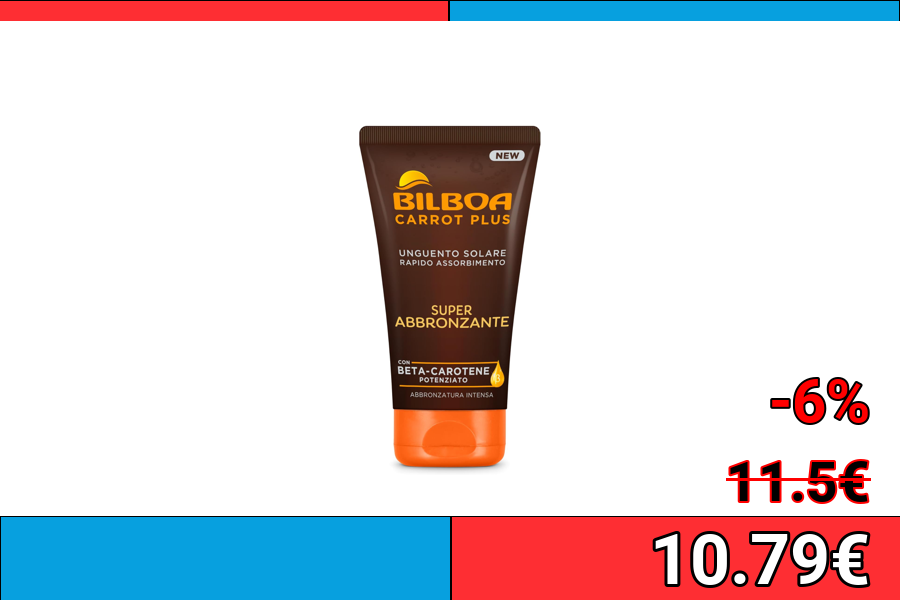 NEW
BILBOA
CARROT PLUS
UNGUENTO SOLARE
RAPIDO ASSORBIMENTO
SUPER
ABBRONZANTE
CON
BETA-CAROTENE
POTENZIATO
ABBRONZATURA INTENSA
-6%
11.5€
10.79€